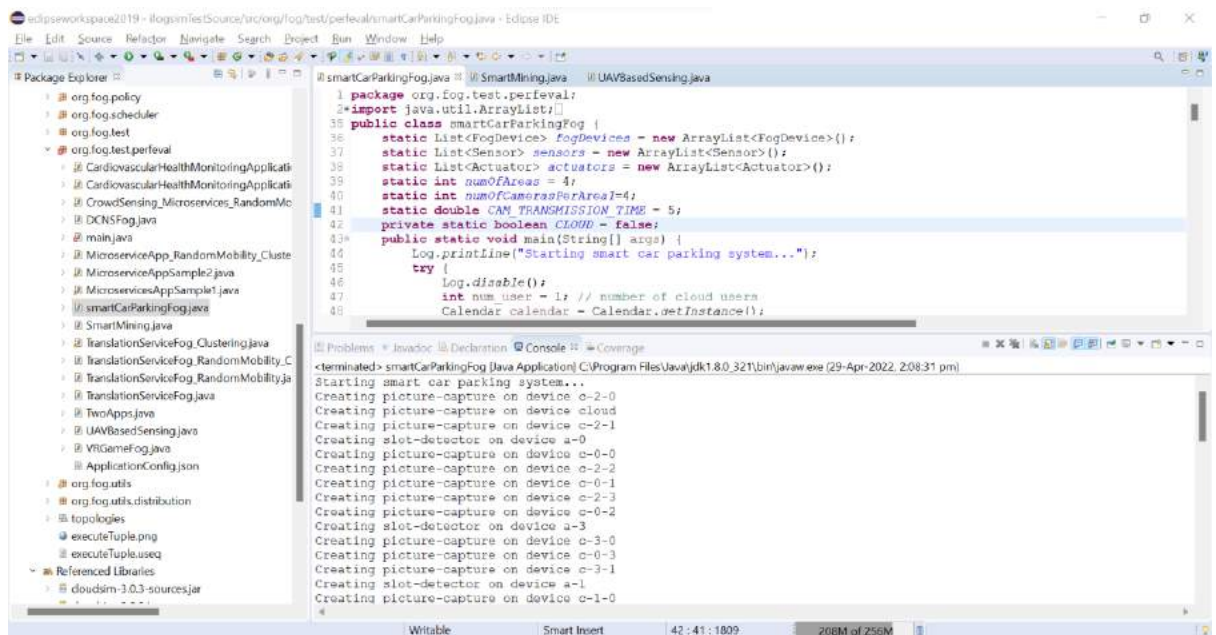 eclipseworkspace2019 - ifogsimTestSource/src/org/fog/test/perfeval/smartCarParkingFog.java - Eclipse IDE
File Edit Source Refactor Navigate Search Project Run Window Help
Package Explorer
org.fog.policy
org.fog.scheduler
org.fog.test
org.fog.test.perfeval
CardiovascularHealthMonitoringApplicati
CardiovascularHealthMonitoringApplicati
CrowdSensing_Microservices_RandomMo
DCNSFog.java
main.java
MicroserviceApp_RandomMobility_Cluste
MicroserviceAppSample2.java
MicroservicesAppSample1.java
smartCarParkingFog.java
SmartMining.java
TranslationServiceFog_Clustering.java
TranslationServiceFog_RandomMobility_C
TranslationServiceFog_RandomMobility.ja
TranslationServiceFog.java
TwoApps.java
UAVBasedSensing.java
VRGameFog.java
ApplicationConfig.json
org.fog.utils
org.fog.utils.distribution
topologies
executeTuple.png
executeTuple.useq
Referenced Libraries
cloudsim-3.0.3-sources.jar
smartCarParkingFog.java SmartMining.java UAVBasedSensing.java
1 package org.fog.test.perfeval;
2 import java.util.ArrayList;
35 public class smartCarParkingFog {
36 static List<FogDevice> fogDevices = new ArrayList<FogDevice>();
37 static List<Sensor> sensors = new ArrayList<Sensor>();
38 static List<Actuator> actuators = new ArrayList<Actuator>();
39 static int numOfAreas = 4;
40 static int numOfCamerasPerArea1=4;
41 static double CAM_TRANSMISSION_TIME = 5;
42 private static boolean CLOUD = false;
43 public static void main(String[] args) {
44 Log.printLine("Starting smart car parking system...");
45 try {
46 Log.disable();
47 int num_user = 1; // number of cloud users
48 Calendar calendar = Calendar.getInstance();
Problems Javadoc Declaration Console Coverage
<terminated> smartCarParkingFog [Java Application] C:\Program Files\Java\jdk1.8.0_321\bin\javaw.exe (29-Apr-2022, 2:08:31 pm)
Starting smart car parking system...
Creating picture-capture on device c-2-0
Creating picture-capture on device cloud
Creating picture-capture on device c-2-1
Creating slot-detector on device a-0
Creating picture-capture on device c-0-0
Creating picture-capture on device c-2-2
Creating picture-capture on device c-0-1
Creating picture-capture on device c-2-3
Creating picture-capture on device c-0-2
Creating slot-detector on device a-3
Creating picture-capture on device c-3-0
Creating picture-capture on device c-0-3
Creating picture-capture on device c-3-1
Creating slot-detector on device a-1
Creating picture-capture on device c-1-0
Writable Smart Insert 42 : 41 : 1809 208M of 256M